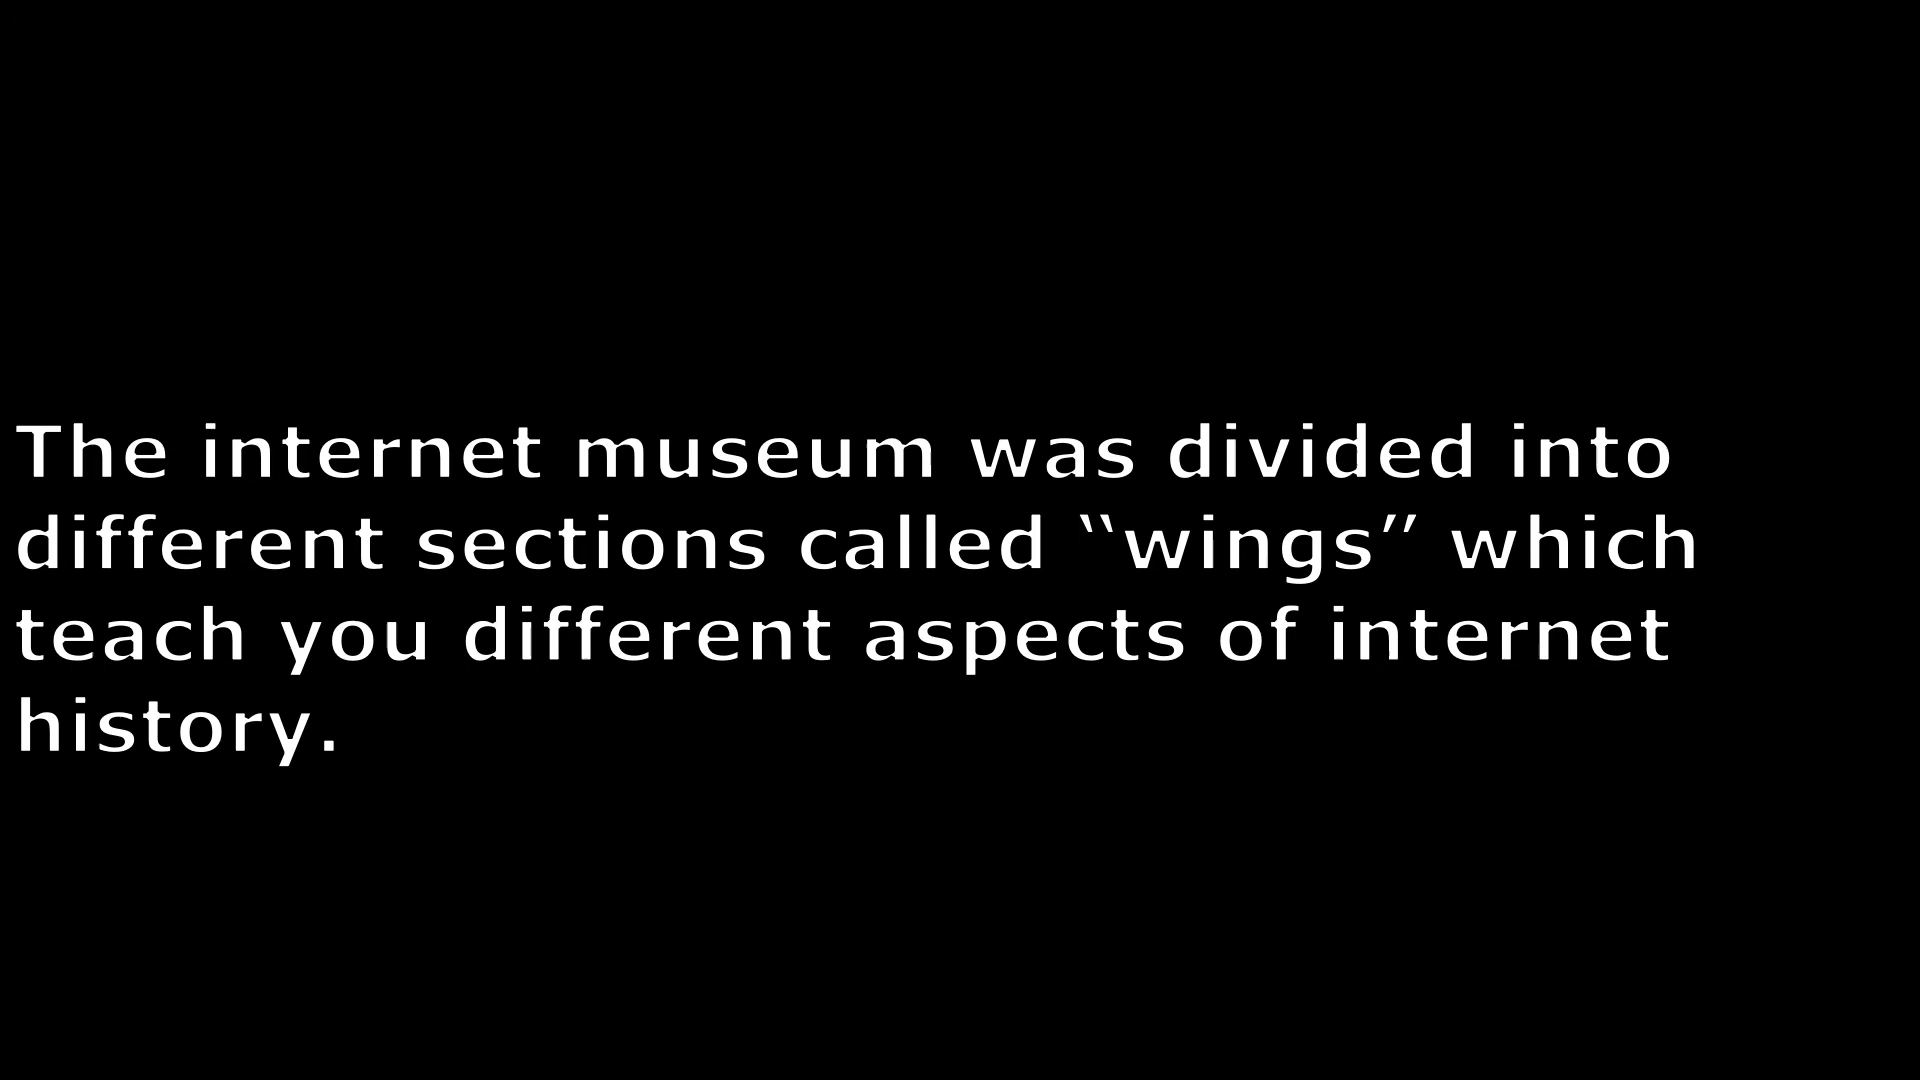 The internet museum was divided into
different sections called “wings” which
teach you different aspects of internet
history.